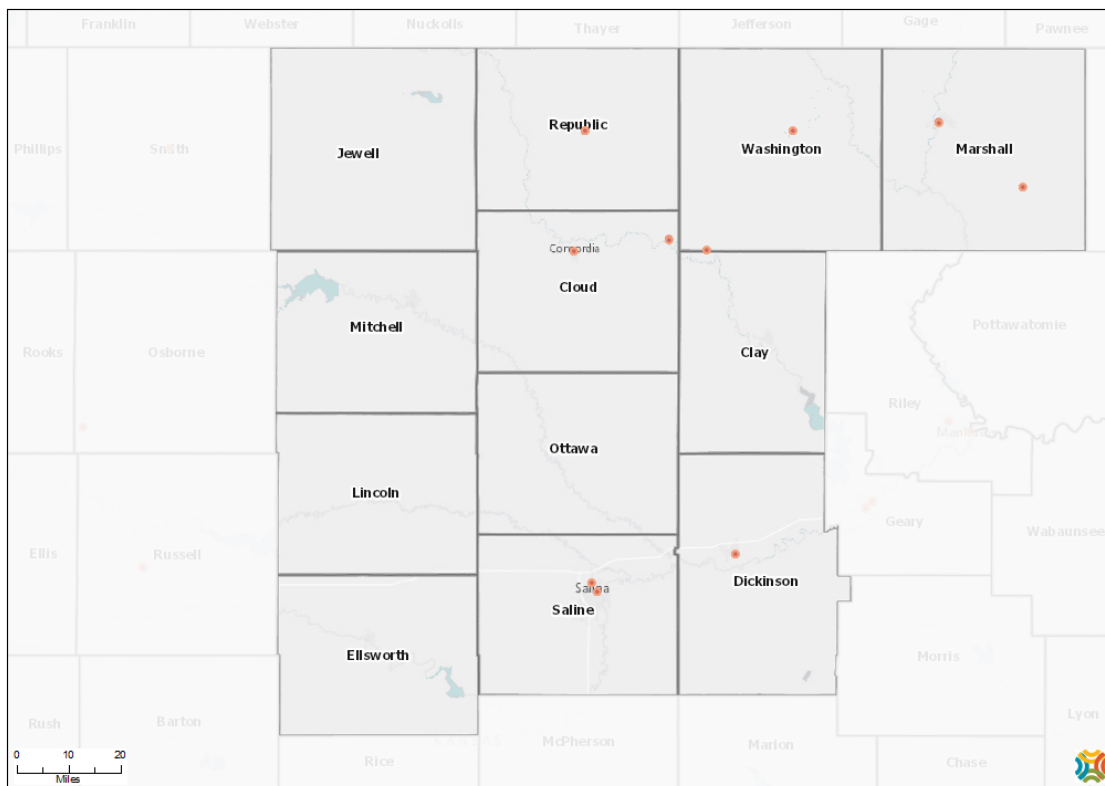 Franklin
Webster
Nuckolls
Thayer
Jefferson
Gage
Pawnee
Phillips
Smith
Jewell
Republic
Washington
Marshall
Concordia
Cloud
Rooks
Osborne
Mitchell
Clay
Pottawatomie
Riley
Ottawa
Lincoln
Ellis
Russell
Geary
Wabaunsee
Salina
Saline
Dickinson
Ellsworth
Morris
Rush
Barton
McPherson
Marion
Lyon
Rice
Chase
0 10 20
Miles